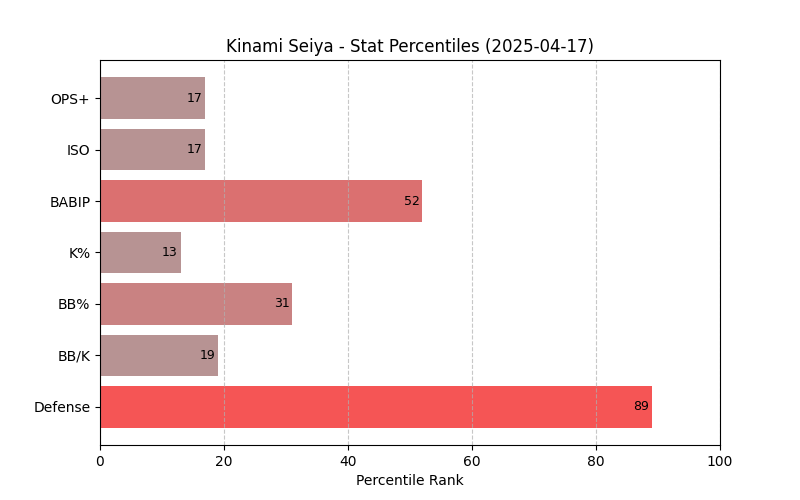 Kinami Seiya - Stat Percentiles (2025-04-17)
OPS+ 17
ISO 17
BABIP 52
K% 13
BB% 31
BB/K 19
Defense 89
0 20 40 60 80 100
Percentile Rank